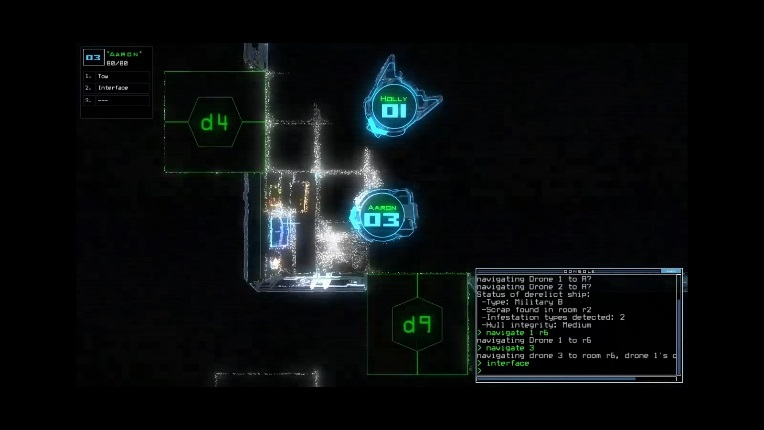 03 "Aaron"
80/80
1. Tow
2. Interface
3. ---
d4
Holly
01
Aaron
03
d9
CONSOLE
navigating Drone 1 to R7
navigating Drone 2 to R7
Status of derelict ship:
-Type: Military B
-Scrap found in room r2
-Infestation types detected: 2
-Hull integrity: Medium
> navigate 1 r6
navigating Drone 1 to r6
> navigate 3
navigating drone 3 to room r6, drone 1's c
> interface
>